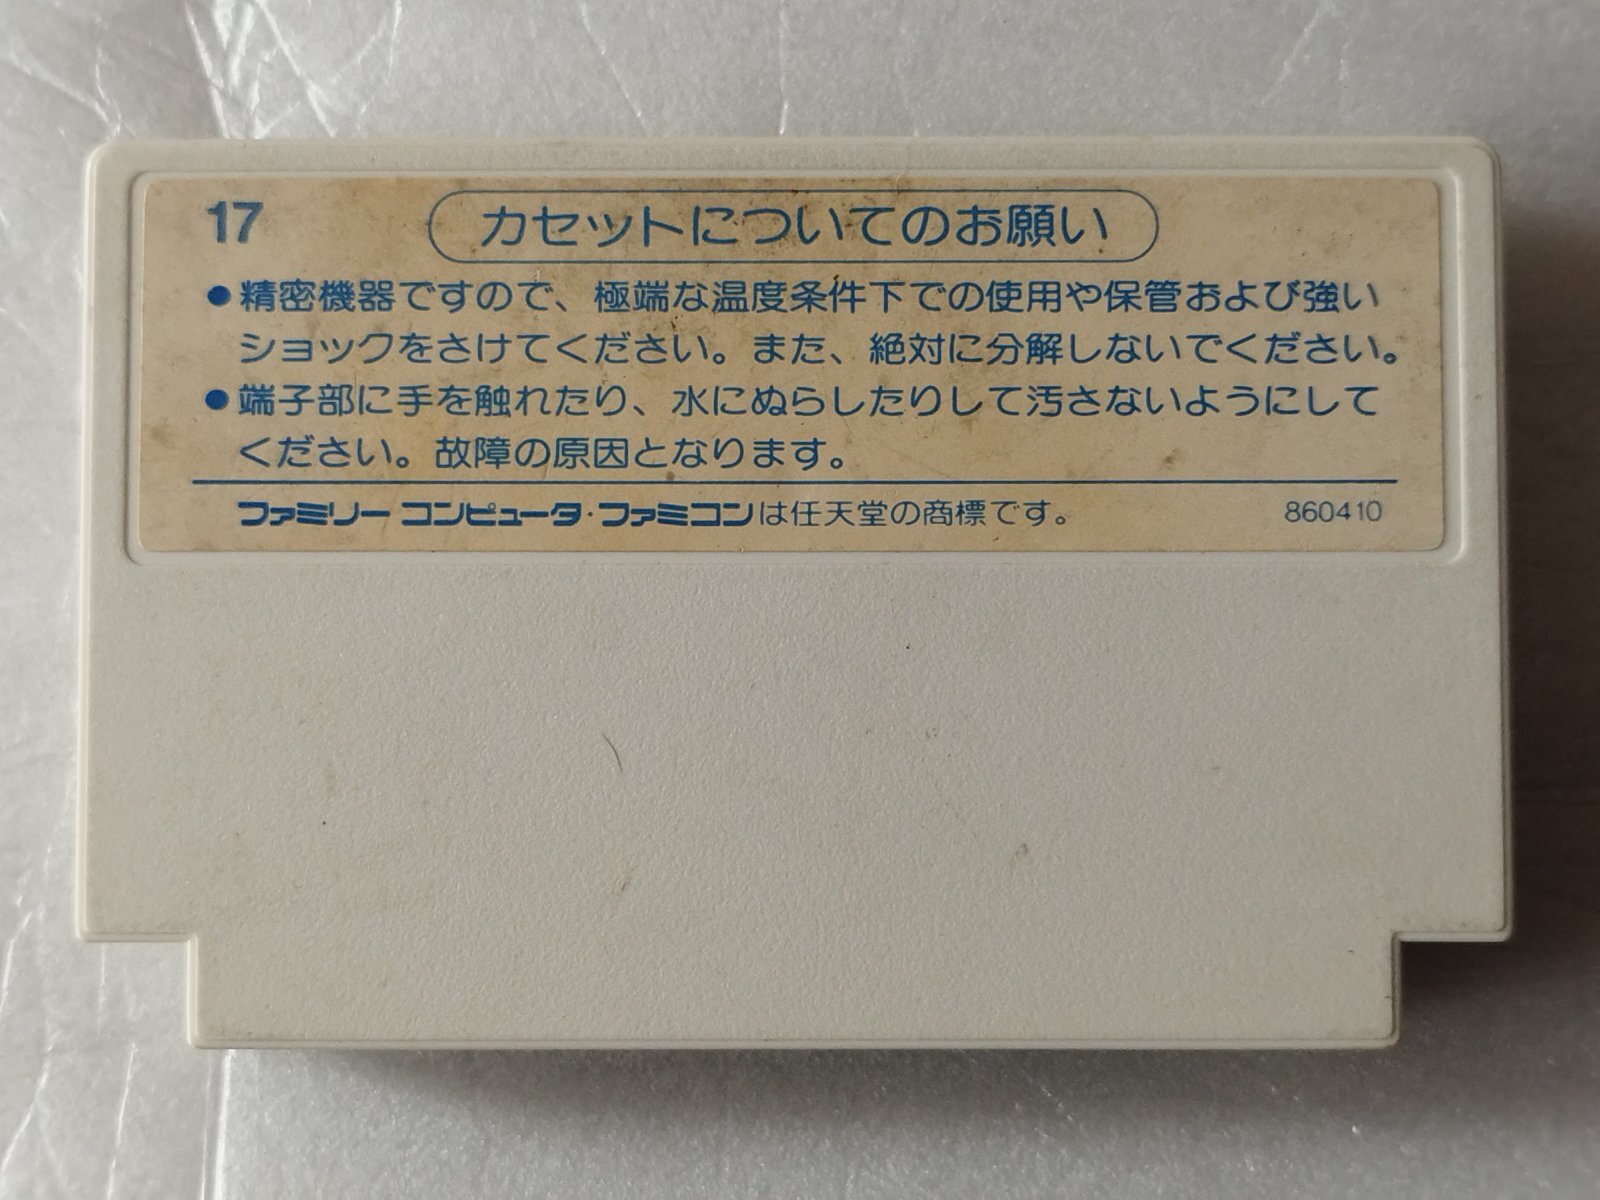 17
カセットについてのお願い
●精密機器ですので、極端な温度条件下での使用や保管および強い
ショックをさけてください。また、絶対に分解しないでください。
●端子部に手を触れたり、水にぬらしたりして汚さないようにして
ください。故障の原因となります。
ファミリーコンピュータ・ファミコンは任天堂の商標です。 860410